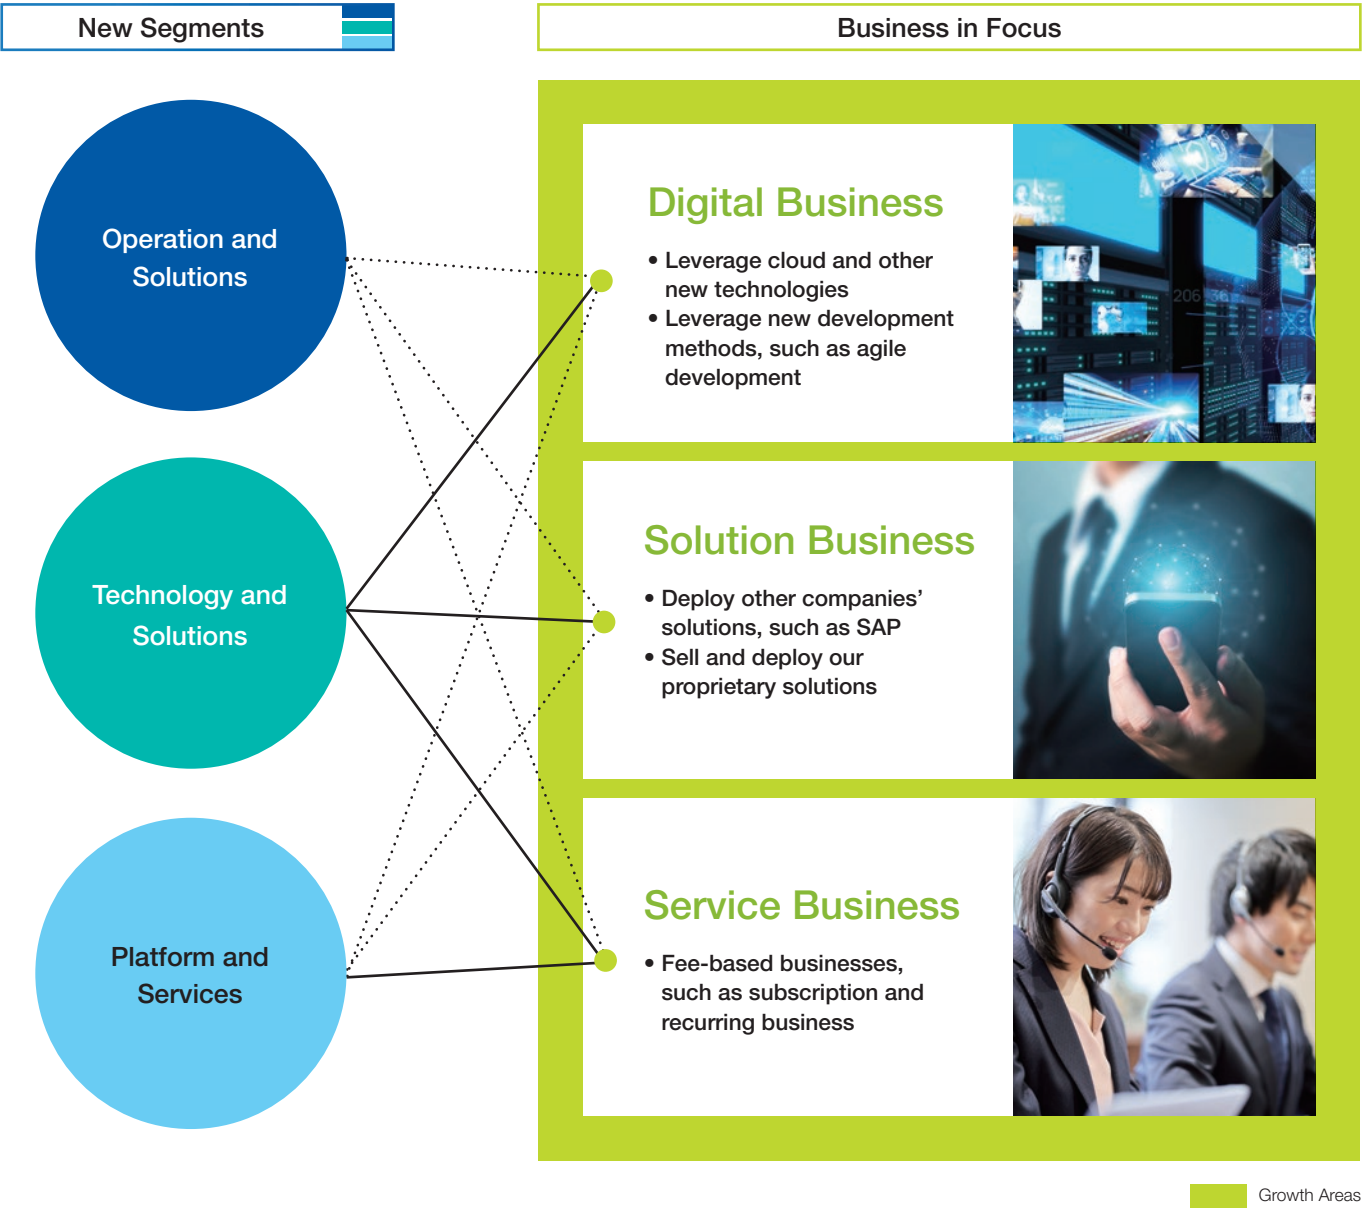 New Segments
Business in Focus
Operation and
Solutions
Technology and
Solutions
Platform and
Services
Digital Business
• Leverage cloud and other
new technologies
• Leverage new development
methods, such as agile
development
206 36
Solution Business
• Deploy other companies’
solutions, such as SAP
• Sell and deploy our
proprietary solutions
Service Business
• Fee-based businesses,
such as subscription and
recurring business
Growth Areas